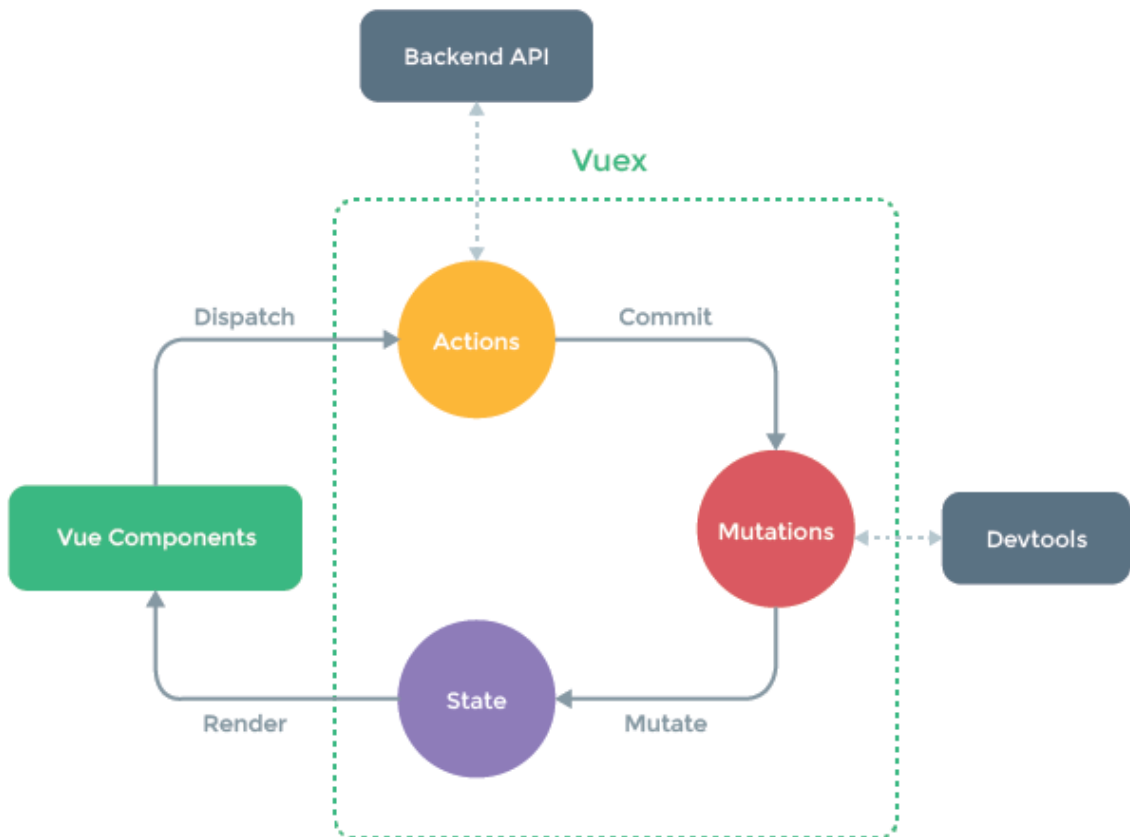 Backend API
Vuex
Dispatch
Commit
Actions
Vue Components
Mutations
Devtools
State
Render
Mutate